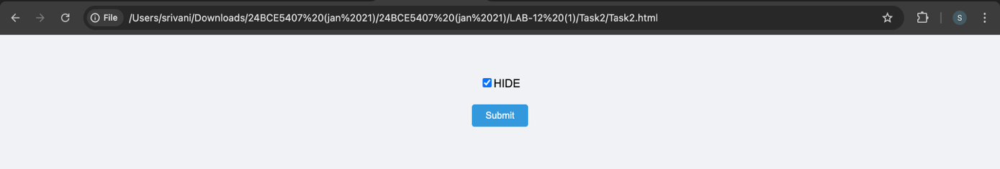 File /Users/srivani/Downloads/24BCE5407%20(jan%2021)/24BCE5407%20(jan%2021)/LAB-12%20(1)/Task2/Task2.html
S
HIDE
Submit